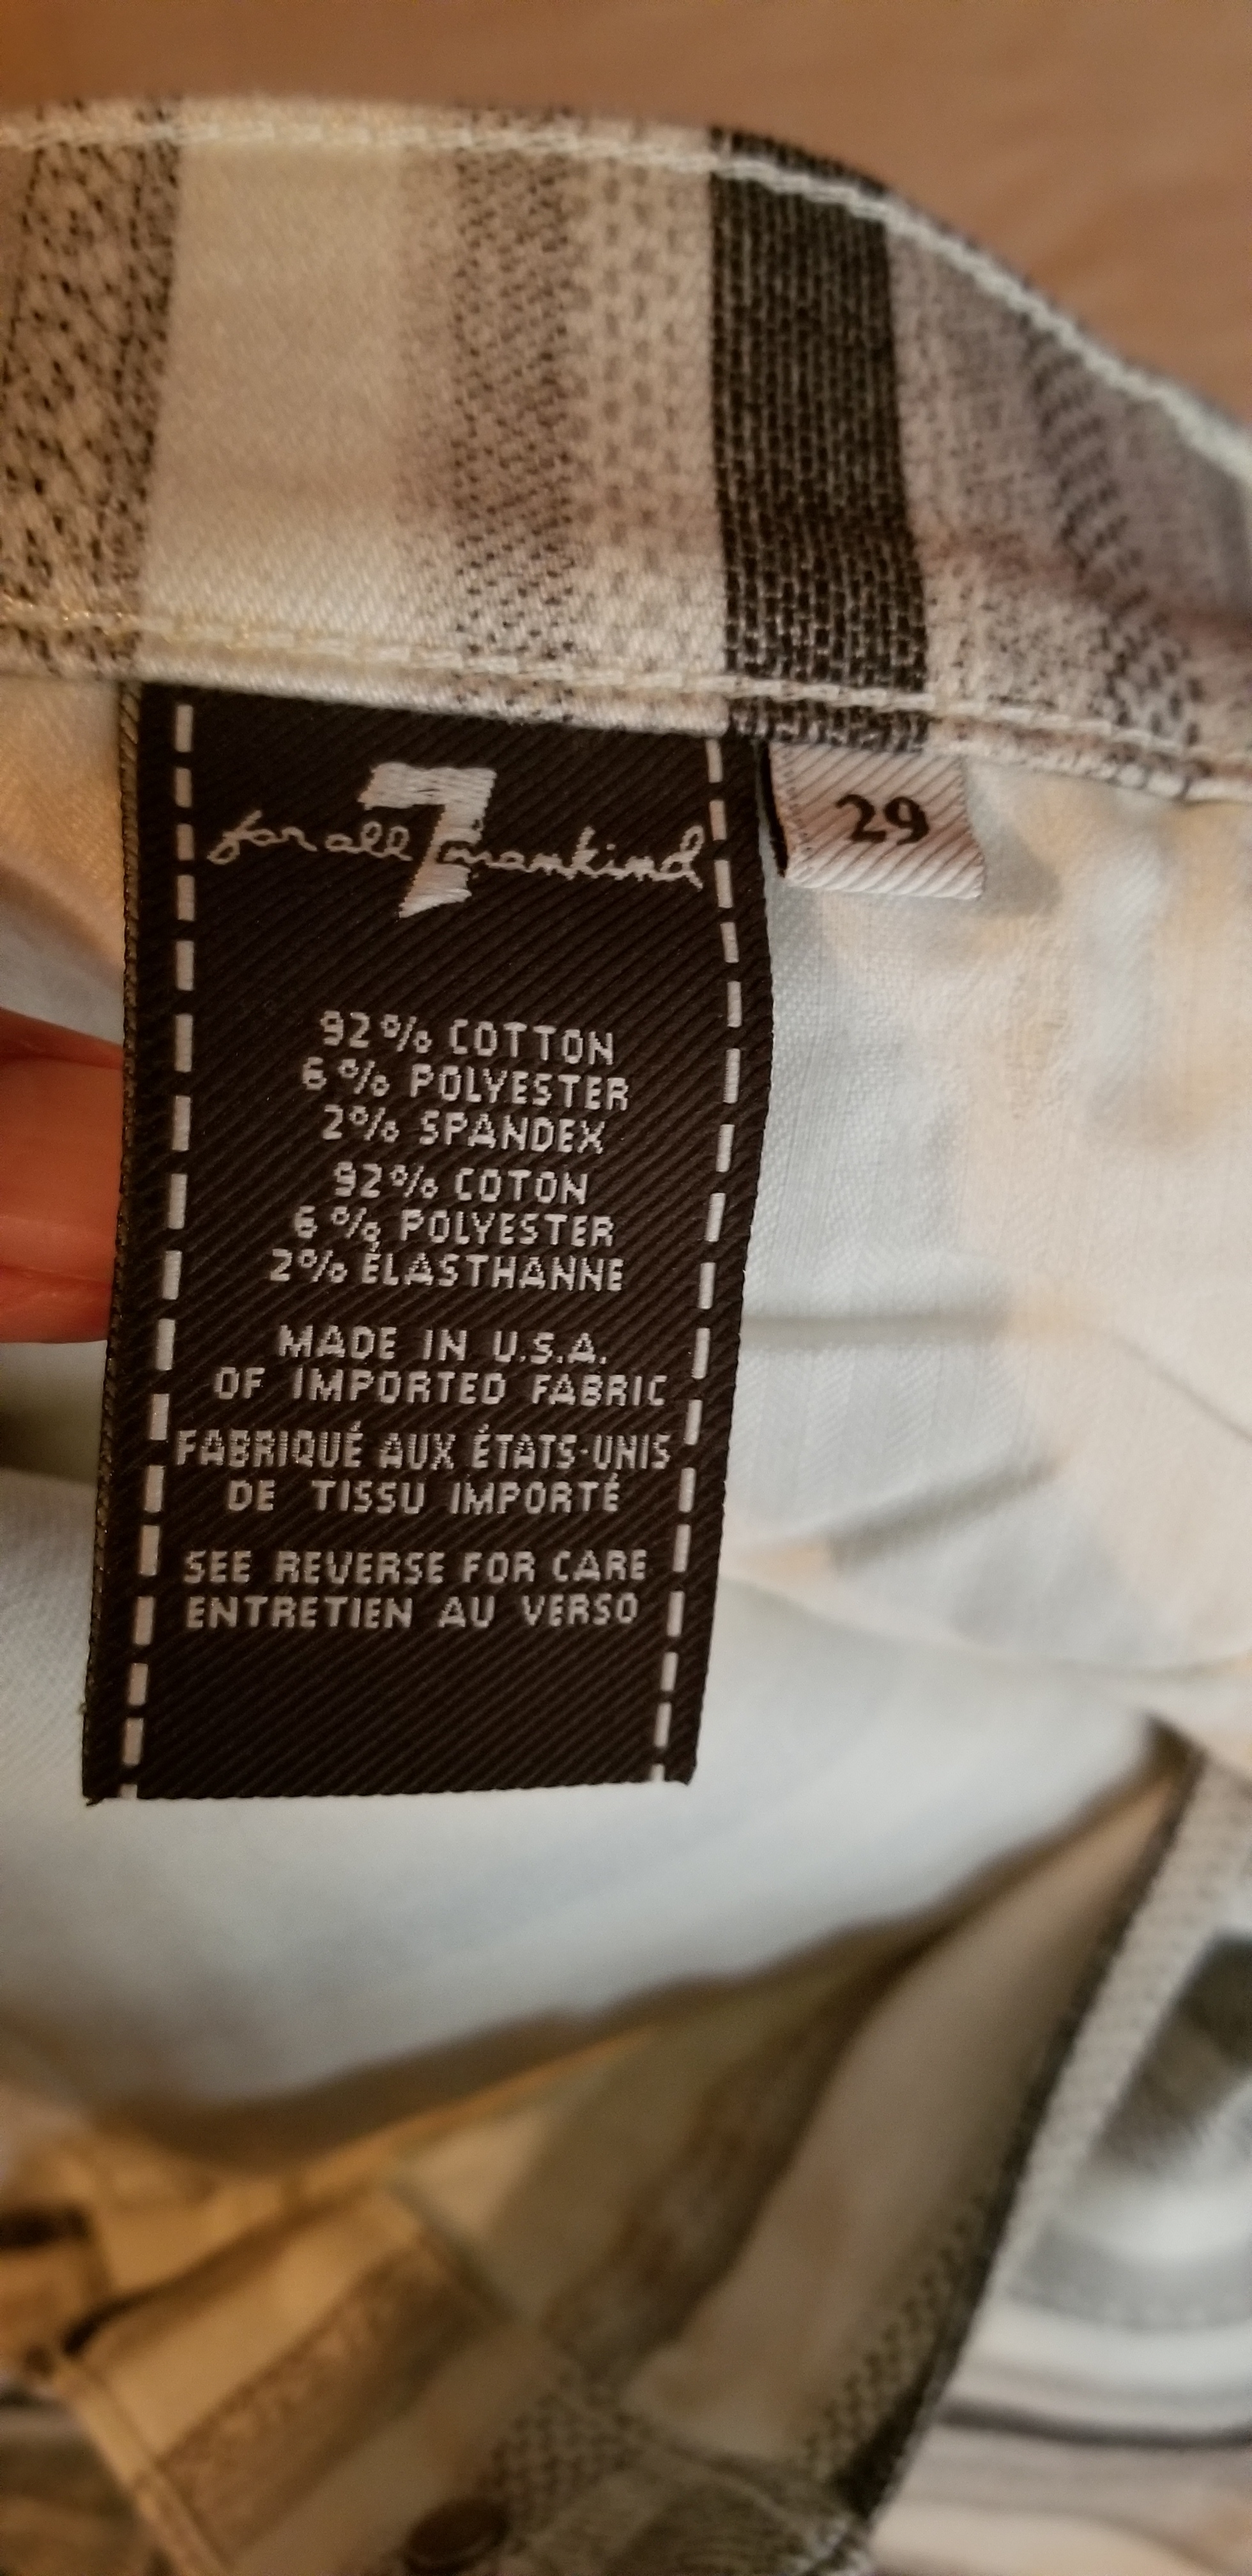 7
for all mankind
29
92% COTTON
6% POLYESTER
2% SPANDEX
92% COTON
6% POLYESTER
2% ÉLASTHANNE
MADE IN U.S.A.
OF IMPORTED FABRIC
FABRIQUÉ AUX ÉTATS-UNIS
DE TISSU IMPORTÉ
SEE REVERSE FOR CARE
ENTRETIEN AU VERSO